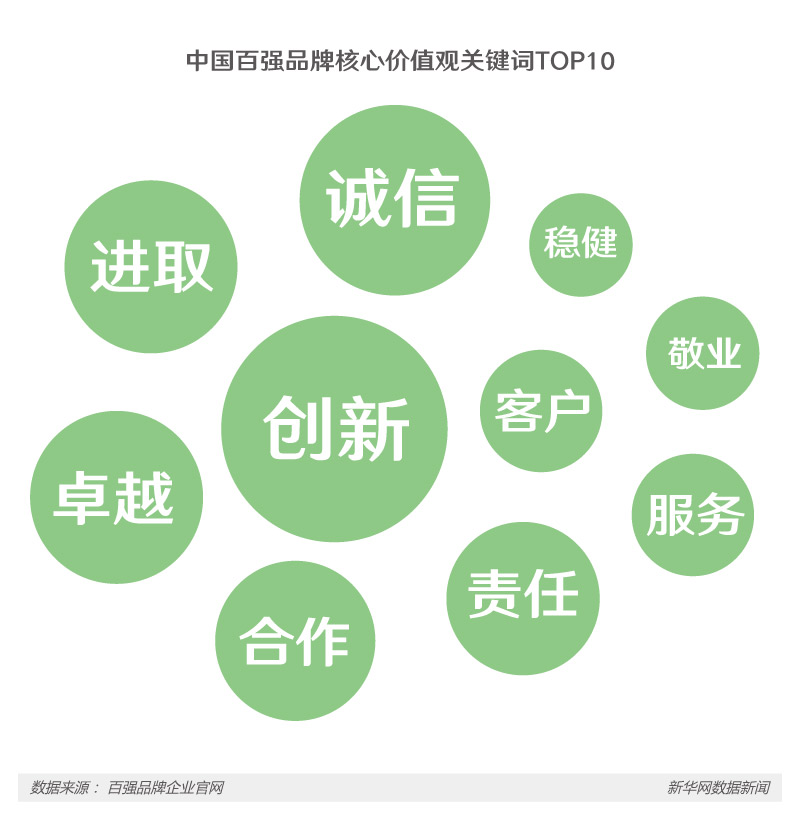 中国百强品牌核心价值观关键词TOP10
诚信
稳健
进取
敬业
客户
创新
卓越
服务
责任
合作
数据来源： 百强品牌企业官网
新华网数据新闻